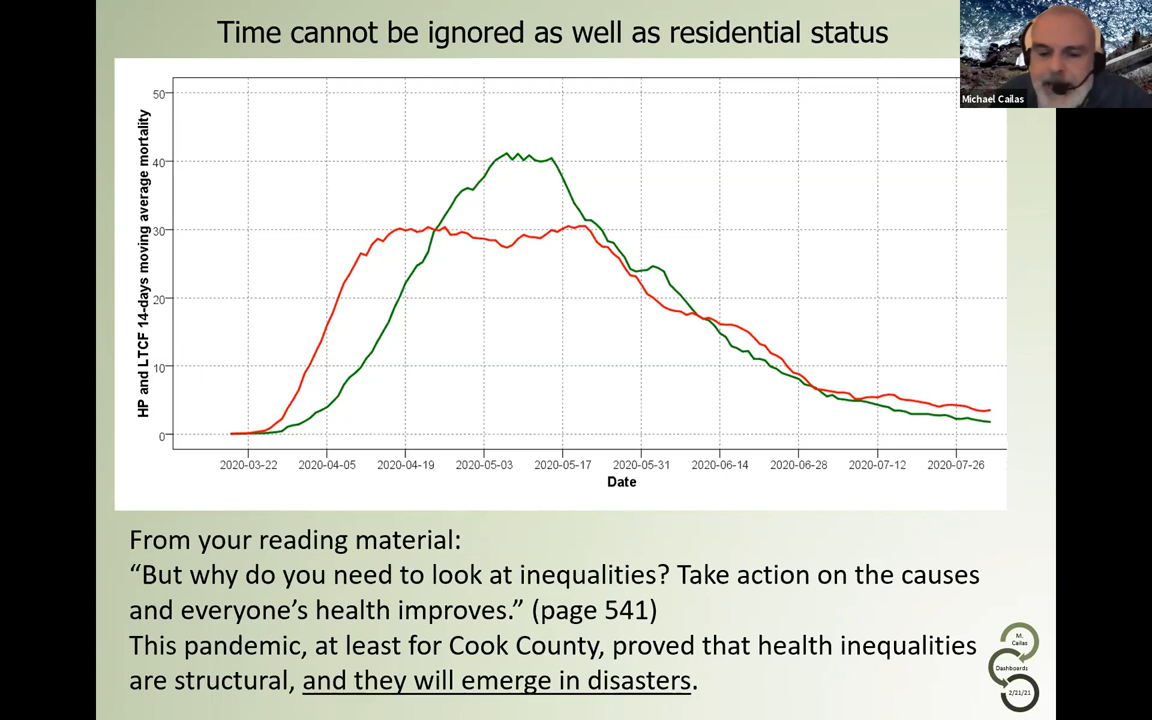 Time cannot be ignored as well as residential status
Michael Cailas
HP and LTCF 14-days moving average mortality
50
40
30
20
10
0
2020-03-22 2020-04-05 2020-04-19 2020-05-03 2020-05-17 2020-05-31 2020-06-14 2020-06-28 2020-07-12 2020-07-26
Date
From your reading material:
“But why do you need to look at inequalities? Take action on the causes
and everyone’s health improves.” (page 541)
This pandemic, at least for Cook County, proved that health inequalities
are structural, and they will emerge in disasters.
M.
Cailas
Dashboards
2/21/21